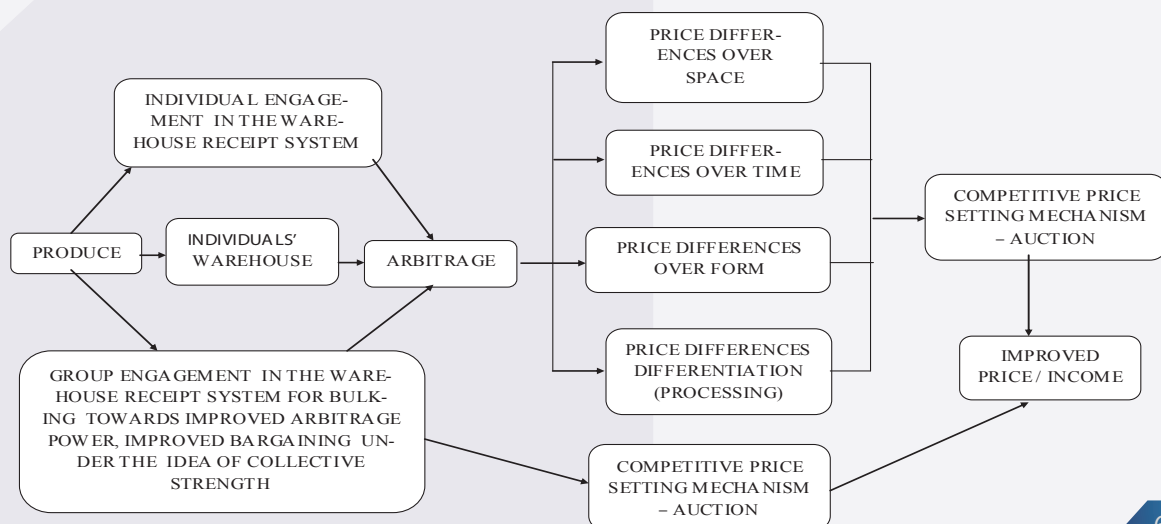 INDIVIDUAL ENGAGE-
MENT IN THE WARE-
HOUSE RECEIPT SYSTEM
PRODUCE
INDIVIDUALS’
WAREHOUSE
ARBITRAGE
GROUP ENGAGEMENT IN THE WARE-
HOUSE RECEIPT SYSTEM FOR BULK-
ING TOWARDS IMPROVED ARBITRAGE
POWER, IMPROVED BARGAINING UN-
DER THE IDEA OF COLLECTIVE
STRENGTH
PRICE DIFFER-
ENCES OVER
SPACE
PRICE DIFFER-
ENCES OVER TIME
PRICE DIFFERENCES
OVER FORM
PRICE DIFFERENCES
DIFFERENTIATION
(PROCESSING)
COMPETITIVE PRICE
SETTING MECHANISM
– AUCTION
COMPETITIVE PRICE
SETTING MECHANISM
– AUCTION
IMPROVED
PRICE / INCOME